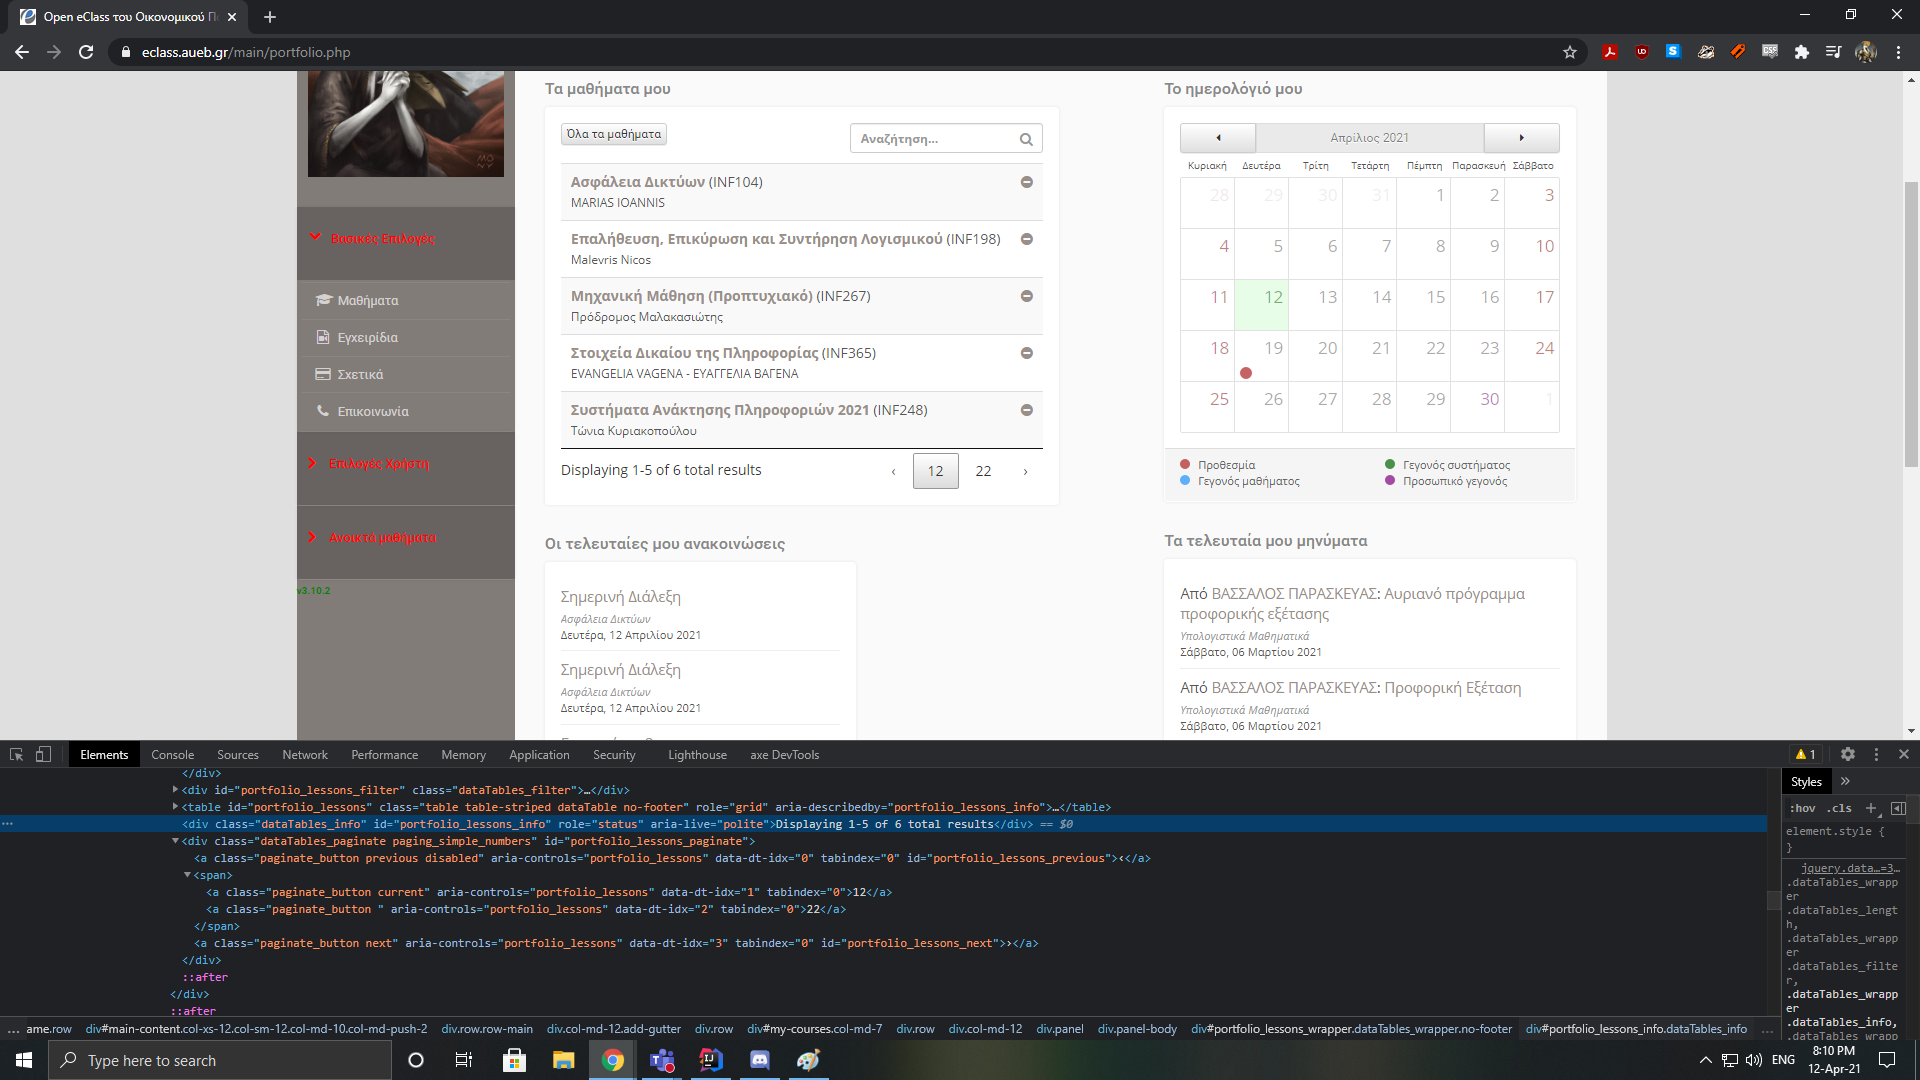 Open eClass του Οικονομικού Π
eclass.aueb.gr/main/portfolio.php
Βασικές Επιλογές
Μαθήματα
Εγχειρίδια
Σχετικά
Επικοινωνία
Επιλογές Χρήστη
Ανοικτά μαθήματα
v3.10.2
Τα μαθήματα μου
Όλα τα μαθήματα
Αναζήτηση...
Ασφάλεια Δικτύων (INF104)
MARIAS IOANNIS
Επαλήθευση, Επικύρωση και Συντήρηση Λογισμικού (INF198)
Malevris Nicos
Μηχανική Μάθηση (Προπτυχιακό) (INF267)
Πρόδρομος Μαλακασιώτης
Στοιχεία Δικαίου της Πληροφορίας (INF365)
EVANGELIA VAGENA - ΕΥΑΓΓΕΛΙΑ ΒΑΓΕΝΑ
Συστήματα Ανάκτησης Πληροφοριών 2021 (INF248)
Τώνια Κυριακοπούλου
Displaying 1-5 of 6 total results
‹ 12 22 ›
Το ημερολόγιό μου
Απρίλιος 2021
Κυριακή Δευτέρα Τρίτη Τετάρτη Πέμπτη Παρασκευή Σάββατο
28 29 30 31 1 2 3
4 5 6 7 8 9 10
11 12 13 14 15 16 17
18 19 20 21 22 23 24
25 26 27 28 29 30 1
Προθεσμία Γεγονός συστήματος
Γεγονός μαθήματος Προσωπικό γεγονός
Οι τελευταίες μου ανακοινώσεις
Σημερινή Διάλεξη
Ασφάλεια Δικτύων
Δευτέρα, 12 Απριλίου 2021
Σημερινή Διάλεξη
Ασφάλεια Δικτύων
Δευτέρα, 12 Απριλίου 2021
Τα τελευταία μου μηνύματα
Από ΒΑΣΣΑΛΟΣ ΠΑΡΑΣΚΕΥΑΣ: Αυριανό πρόγραμμα
προφορικής εξέτασης
Υπολογιστικά Μαθηματικά
Σάββατο, 06 Μαρτίου 2021
Από ΒΑΣΣΑΛΟΣ ΠΑΡΑΣΚΕΥΑΣ: Προφορική Εξέταση
Υπολογιστικά Μαθηματικά
Σάββατο, 06 Μαρτίου 2021
Elements Console Sources Network Performance Memory Application Security Lighthouse axe DevTools 1
</div>
<div id="portfolio_lessons_filter" class="dataTables_filter">…</div>
<table id="portfolio_lessons" class="table table-striped dataTable no-footer" role="grid" aria-describedby="portfolio_lessons_info">…</table>
<div class="dataTables_info" id="portfolio_lessons_info" role="status" aria-live="polite">Displaying 1-5 of 6 total results</div> == $0
<div class="dataTables_paginate paging_simple_numbers" id="portfolio_lessons_paginate">
<a class="paginate_button previous disabled" aria-controls="portfolio_lessons" data-dt-idx="0" tabindex="0" id="portfolio_lessons_previous">‹</a>
<span>
<a class="paginate_button current" aria-controls="portfolio_lessons" data-dt-idx="1" tabindex="0">12</a>
<a class="paginate_button " aria-controls="portfolio_lessons" data-dt-idx="2" tabindex="0">22</a>
</span>
<a class="paginate_button next" aria-controls="portfolio_lessons" data-dt-idx="3" tabindex="0" id="portfolio_lessons_next">›</a>
</div>
::after
</div>
::after
Styles »
:hov .cls +
element.style {
}
jquery.data…=3…
.dataTables_wrapp
er
.dataTables_lengt
h,
.dataTables_wrapp
er
.dataTables_filte
r,
.dataTables_wrapp
er
.dataTables_info,
.dataTables_wrapp
… ame.row div#main-content.col-xs-12.col-sm-12.col-md-10.col-md-push-2 div.row.row-main div.col-md-12.add-gutter div.row div#my-courses.col-md-7 div.row div.col-md-12 div.panel div.panel-body div#portfolio_lessons_wrapper.dataTables_wrapper.no-footer div#portfolio_lessons_info.dataTables_info …
Type here to search
ENG
8:10 PM
12-Apr-21